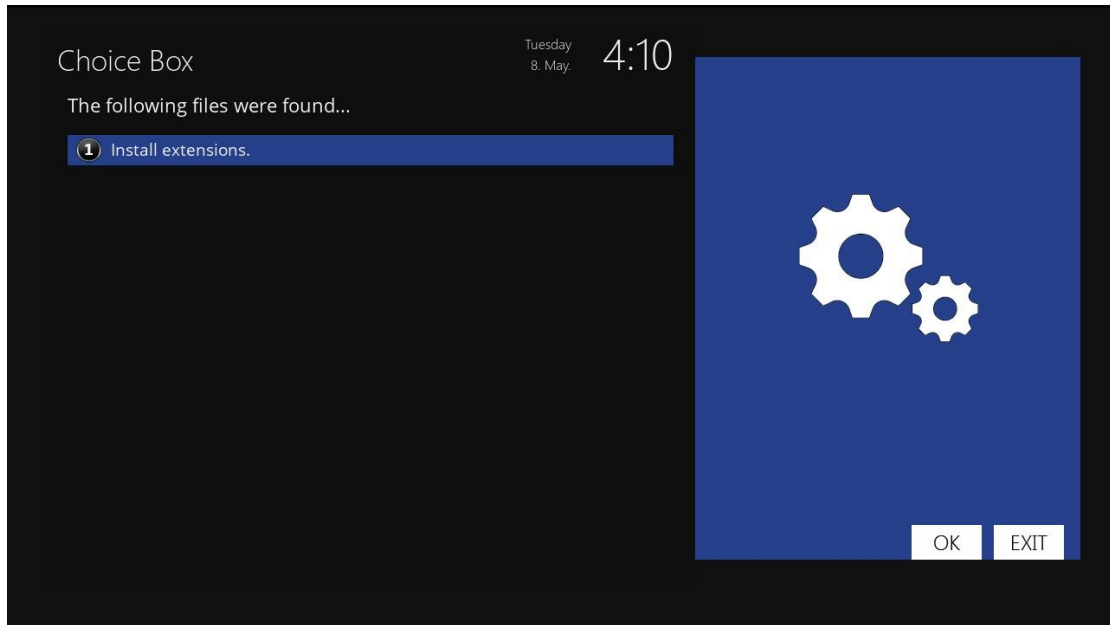 Choice Box
Tuesday
8. May.
4:10
The following files were found...
1 Install extensions.
OK
EXIT